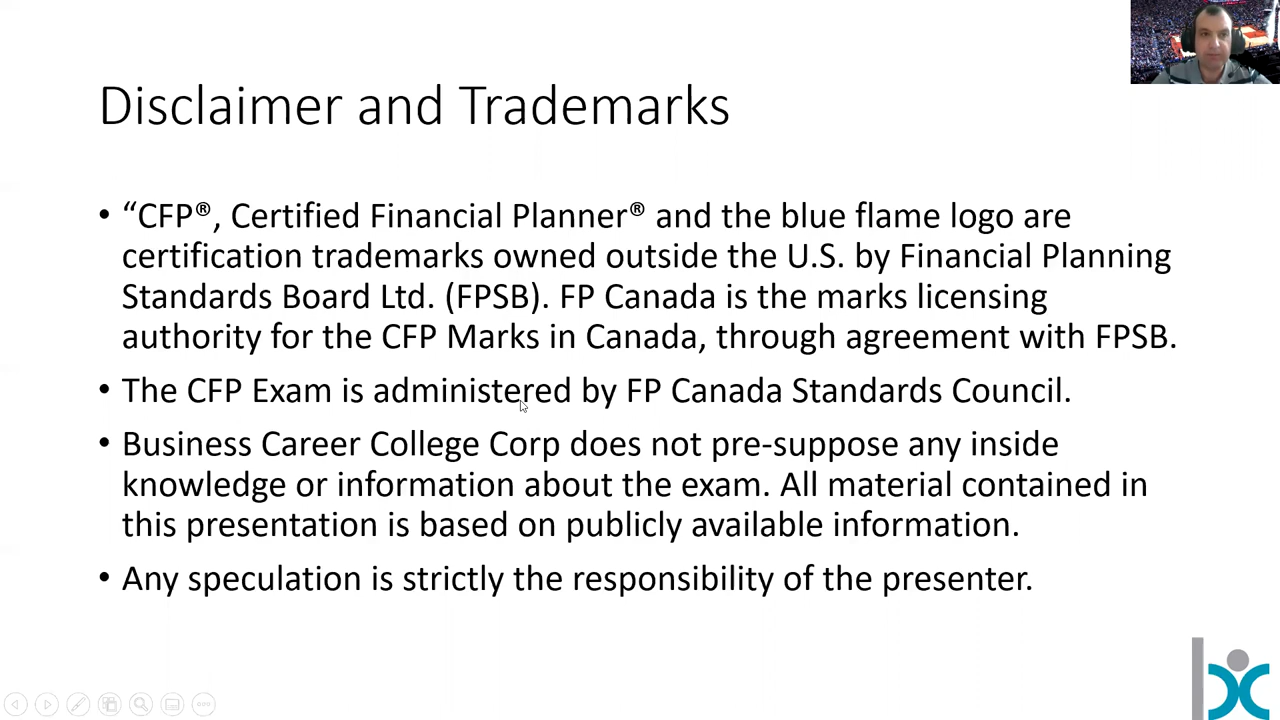 Disclaimer and Trademarks
• “CFP®, Certified Financial Planner® and the blue flame logo are
certification trademarks owned outside the U.S. by Financial Planning
Standards Board Ltd. (FPSB). FP Canada is the marks licensing
authority for the CFP Marks in Canada, through agreement with FPSB.
• The CFP Exam is administered by FP Canada Standards Council.
• Business Career College Corp does not pre-suppose any inside
knowledge or information about the exam. All material contained in
this presentation is based on publicly available information.
• Any speculation is strictly the responsibility of the presenter.